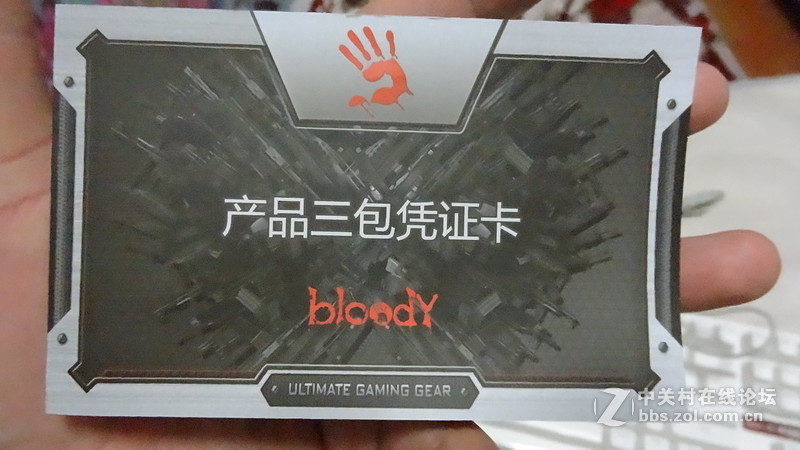 产品三包凭证卡
bloody
ULTIMATE GAMING GEAR
中关村在线论坛
bbs.zol.com.cn